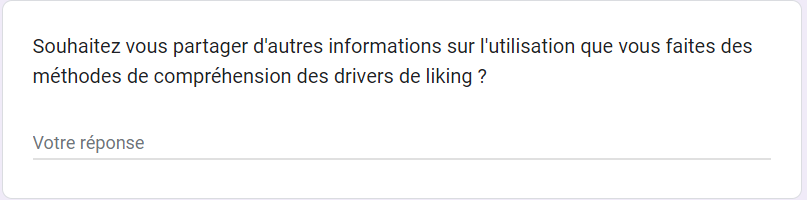 Souhaitez vous partager d'autres informations sur l'utilisation que vous faites des
méthodes de compréhension des drivers de liking ?
Votre réponse